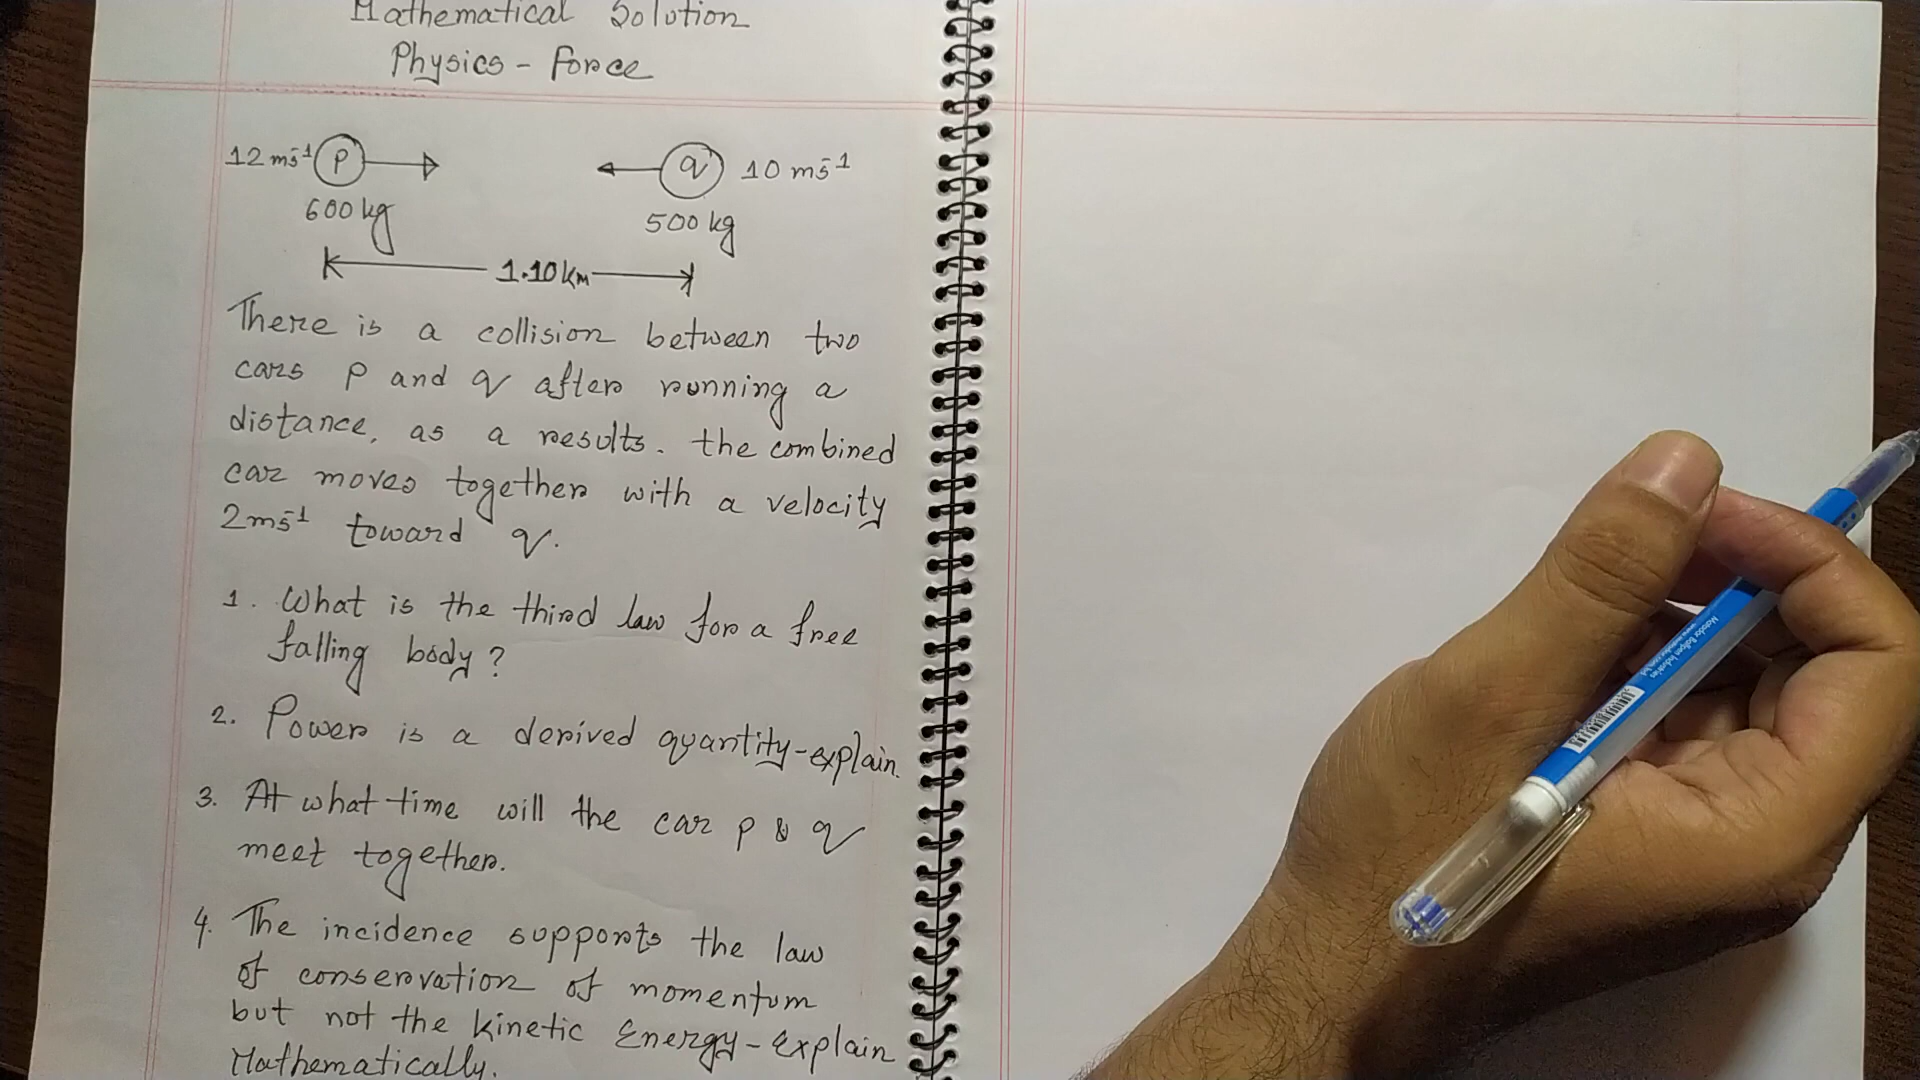 Mathematical Solution
Physics - Force
12 ms⁻¹ P
q 10 ms⁻¹
600 kg
500 kg
1.10 km
There is a collision between two
cars P and q after running a
distance, as a results. the combined
car moves together with a velocity
2ms⁻¹ toward q.
1. What is the third law for a free
falling body?
2. Power is a derived quantity-explain.
3. At what time will the car P & q
meet together.
4. The incidence supports the law
of conservation of momentum
but not the kinetic Energy - explain
Mathematically.
Matador Ballpen Industries